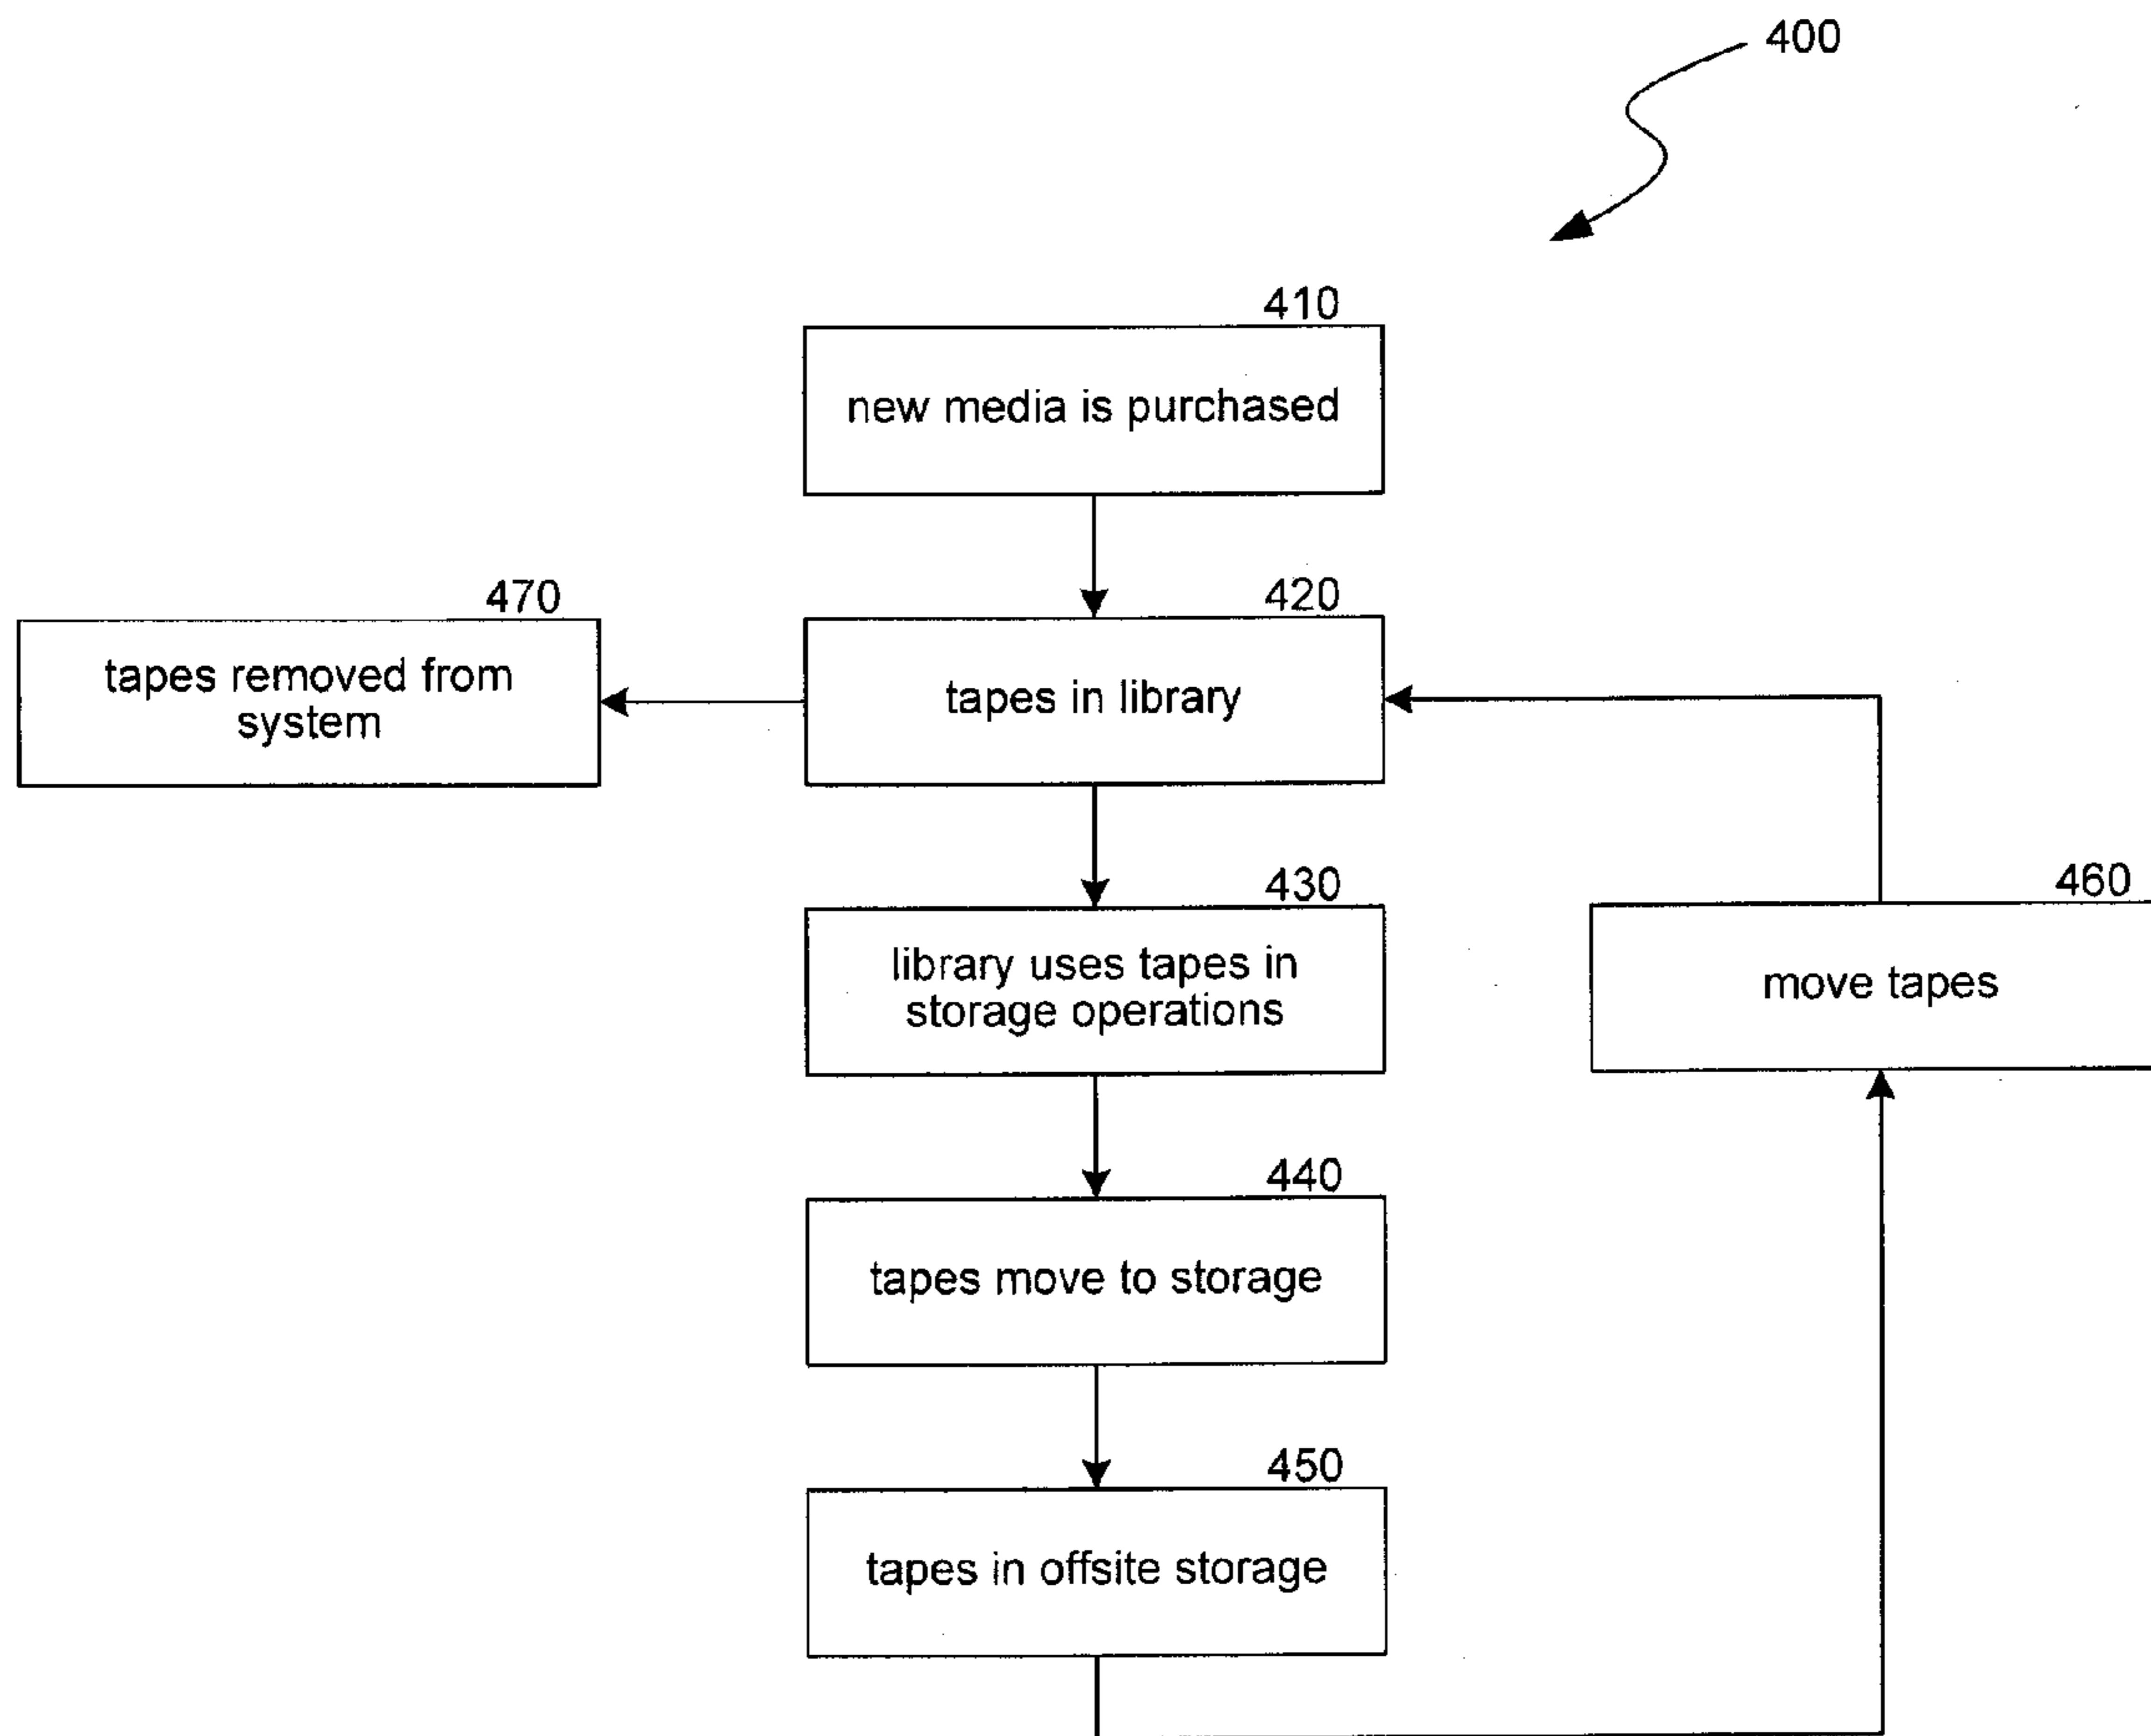 400
410
new media is purchased
470
420
tapes removed from
system
tapes in library
430
460
library uses tapes in
storage operations
move tapes
440
tapes move to storage
450
tapes in offsite storage